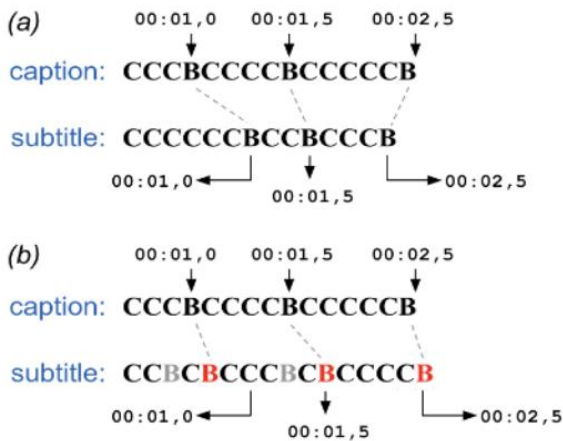 (a) 00:01,0 00:01,5 00:02,5
caption: CCCBCCCCBCCCCCB
subtitle: CCCCCCBCCBCCCB
00:01,0 00:02,5
00:01,5
(b) 00:01,0 00:01,5 00:02,5
caption: CCCBCCCCBCCCCCB
subtitle: CCBCBCCCBCBCCCCB
00:01,0 00:02,5
00:01,5